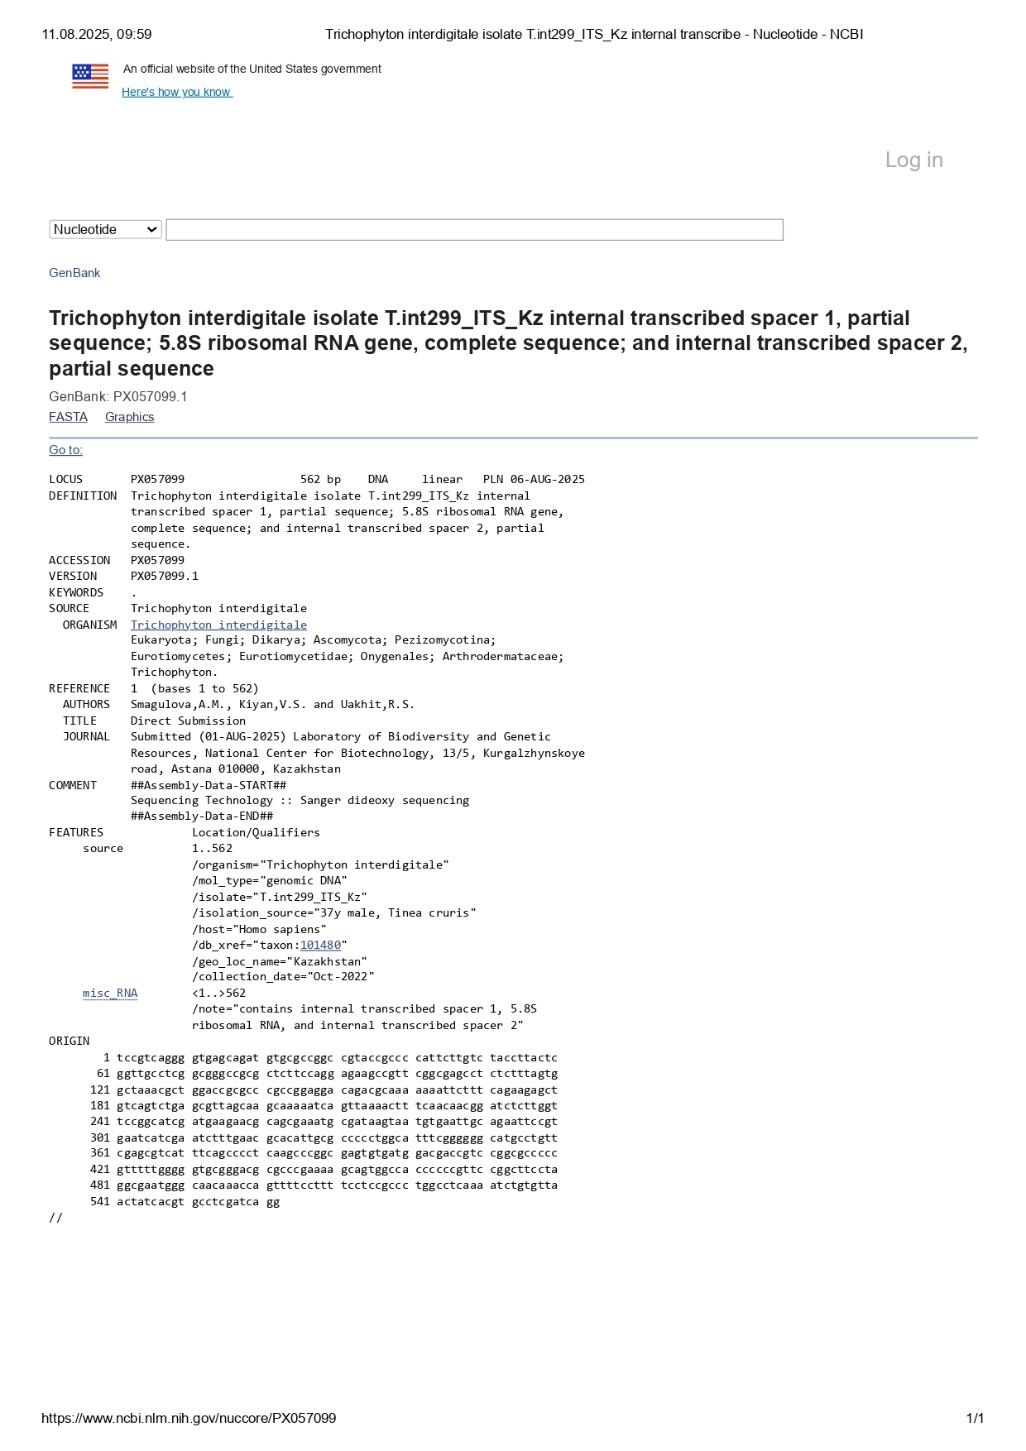 11.08.2025, 09:59 Trichophyton interdigitale isolate T.int299_ITS_Kz internal transcribe - Nucleotide - NCBI
An official website of the United States government
Here's how you know
Log in
Nucleotide
GenBank
Trichophyton interdigitale isolate T.int299_ITS_Kz internal transcribed spacer 1, partial
sequence; 5.8S ribosomal RNA gene, complete sequence; and internal transcribed spacer 2,
partial sequence
GenBank: PX057099.1
FASTA Graphics
Go to:
LOCUS PX057099 562 bp DNA linear PLN 06-AUG-2025
DEFINITION Trichophyton interdigitale isolate T.int299_ITS_Kz internal
transcribed spacer 1, partial sequence; 5.8S ribosomal RNA gene,
complete sequence; and internal transcribed spacer 2, partial
sequence.
ACCESSION PX057099
VERSION PX057099.1
KEYWORDS .
SOURCE Trichophyton interdigitale
ORGANISM Trichophyton interdigitale
Eukaryota; Fungi; Dikarya; Ascomycota; Pezizomycotina;
Eurotiomycetes; Eurotiomycetidae; Onygenales; Arthrodermataceae;
Trichophyton.
REFERENCE 1 (bases 1 to 562)
AUTHORS Smagulova,A.M., Kiyan,V.S. and Uakhit,R.S.
TITLE Direct Submission
JOURNAL Submitted (01-AUG-2025) Laboratory of Biodiversity and Genetic
Resources, National Center for Biotechnology, 13/5, Kurgalzhynskoye
road, Astana 010000, Kazakhstan
COMMENT ##Assembly-Data-START##
Sequencing Technology :: Sanger dideoxy sequencing
##Assembly-Data-END##
FEATURES Location/Qualifiers
source 1..562
/organism="Trichophyton interdigitale"
/mol_type="genomic DNA"
/isolate="T.int299_ITS_Kz"
/isolation_source="37y male, Tinea cruris"
/host="Homo sapiens"
/db_xref="taxon:101480"
/geo_loc_name="Kazakhstan"
/collection_date="Oct-2022"
misc_RNA <1..>562
/note="contains internal transcribed spacer 1, 5.8S
ribosomal RNA, and internal transcribed spacer 2"
ORIGIN
1 tccgtcaggg gtgagcagat gtgcgccggc cgtaccgccc cattcttgtc taccttactc
61 ggttgcctcg gcgggccgcg ctcttccagg agaagccgtt cggcgagcct ctctttagtg
121 gctaaacgct ggaccgcgcc cgccggagga cagacgcaaa aaaattcttt cagaagagct
181 gtcagtctga gcgttagcaa gcaaaaatca gttaaaactt tcaacaacgg atctcttggt
241 tccggcatcg atgaagaacg cagcgaaatg cgataagtaa tgtgaattgc agaattccgt
301 gaatcatcga atctttgaac gcacattgcg ccccctggca tttcgggggg catgcctgtt
361 cgagcgtcat ttcagcccct caagcccggc gagtgtgatg gacgaccgtc cggcgccccc
421 gtttttgggg gtgcgggacg cgcccgaaaa gcagtggcca ccccccgttc cggcttccta
481 ggcgaatggg caacaaacca gttttccttt tcctccgccc tggcctcaaa atctgtgtta
541 actatcacgt gcctcgatca gg
//
https://www.ncbi.nlm.nih.gov/nuccore/PX057099 1/1